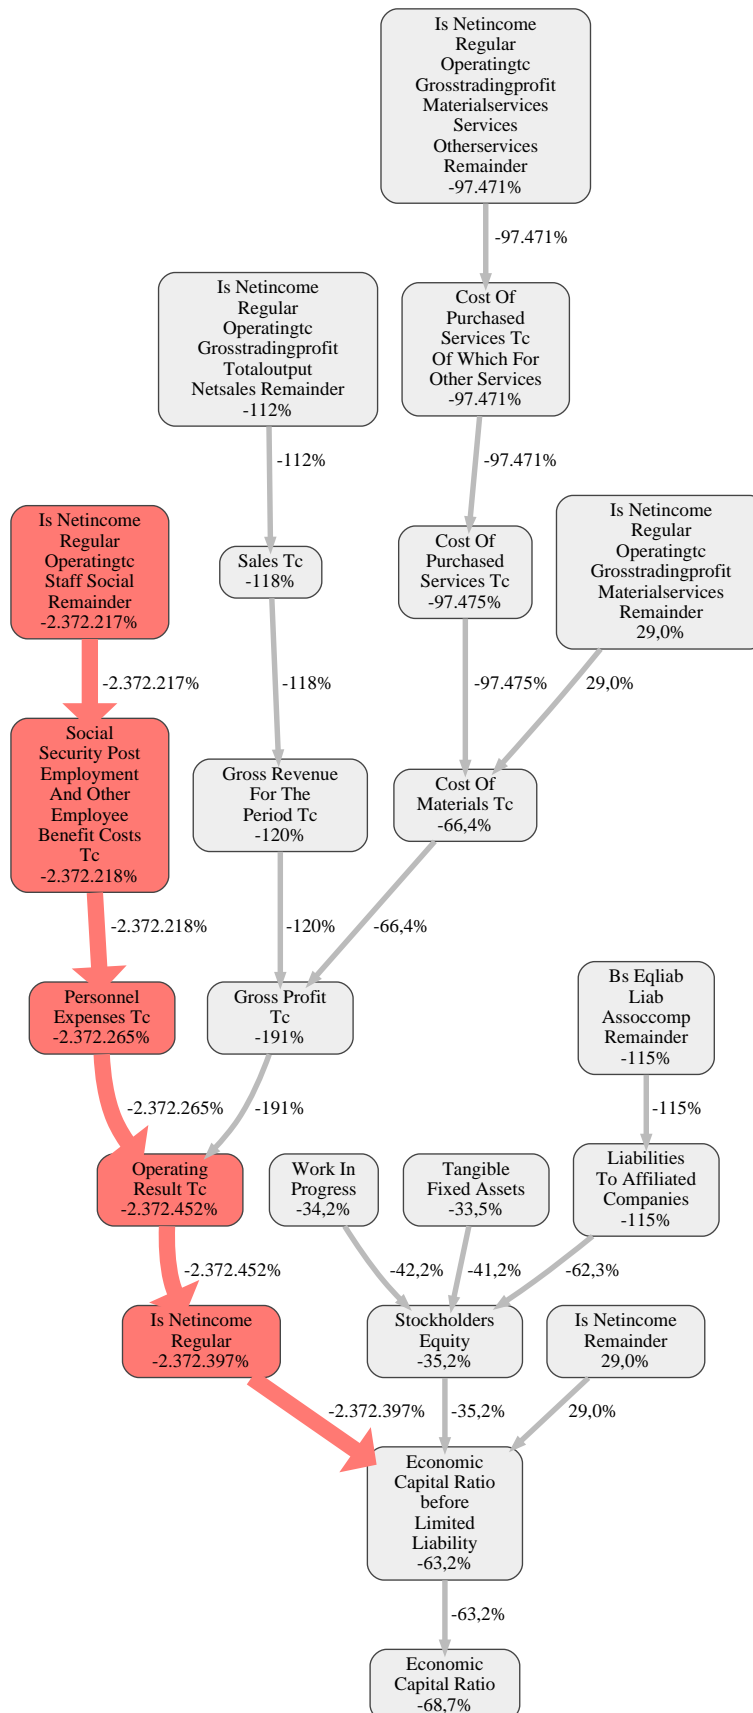 Is Netincome
Regular
Operatingtc
Grosstradingprofit
Materialservices
Services
Otherservices
Remainder
-97.471%
-97.471%
Is Netincome
Regular
Operatingtc
Grosstradingprofit
Totaloutput
Netsales Remainder
-112%
Cost Of
Purchased
Services Tc
Of Which For
Other Services
-97.471%
-112%
-97.471%
Is Netincome
Regular
Operatingtc
Staff Social
Remainder
-2.372.217%
Sales Tc
-118%
Cost Of
Purchased
Services Tc
-97.475%
Is Netincome
Regular
Operatingtc
Grosstradingprofit
Materialservices
Remainder
29,0%
-2.372.217%
-118%
-97.475%
29,0%
Social
Security Post
Employment
And Other
Employee
Benefit Costs
Tc
-2.372.218%
Gross Revenue
For The
Period Tc
-120%
Cost Of
Materials Tc
-66,4%
-2.372.218%
-120%
-66,4%
Personnel
Expenses Tc
-2.372.265%
Gross Profit
Tc
-191%
Bs Eqliab
Liab
Assoccomp
Remainder
-115%
-2.372.265%
-191%
-115%
Operating
Result Tc
-2.372.452%
Work In
Progress
-34,2%
Tangible
Fixed Assets
-33,5%
Liabilities
To Affiliated
Companies
-115%
-2.372.452%
-42,2%
-41,2%
-62,3%
Is Netincome
Regular
-2.372.397%
Stockholders
Equity
-35,2%
Is Netincome
Remainder
29,0%
-2.372.397%
-35,2%
29,0%
Economic
Capital Ratio
before
Limited
Liability
-63,2%
-63,2%
Economic
Capital Ratio
-68,7%